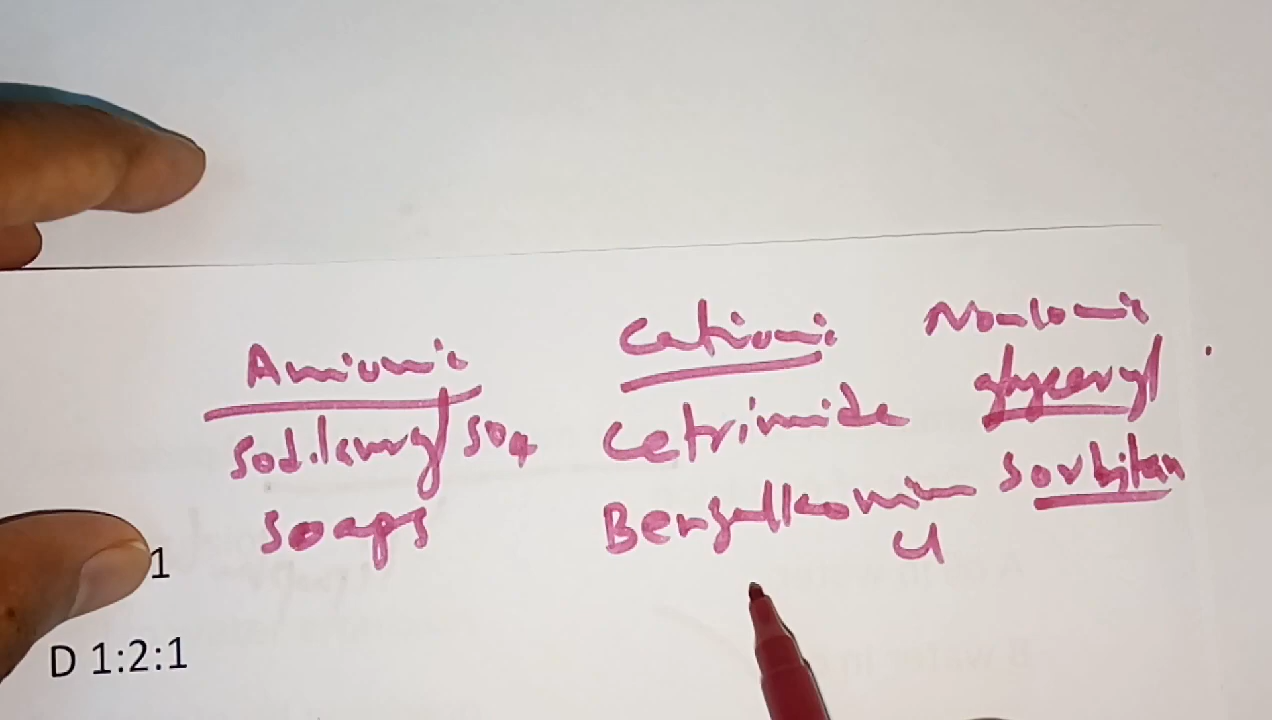 Anionic
Sod.lauryl SO4
Soaps
Cationic
Cetrimide
Benzalkonium
Cl
NonIonic
glyceryl
Sorbitan
1
D 1:2:1